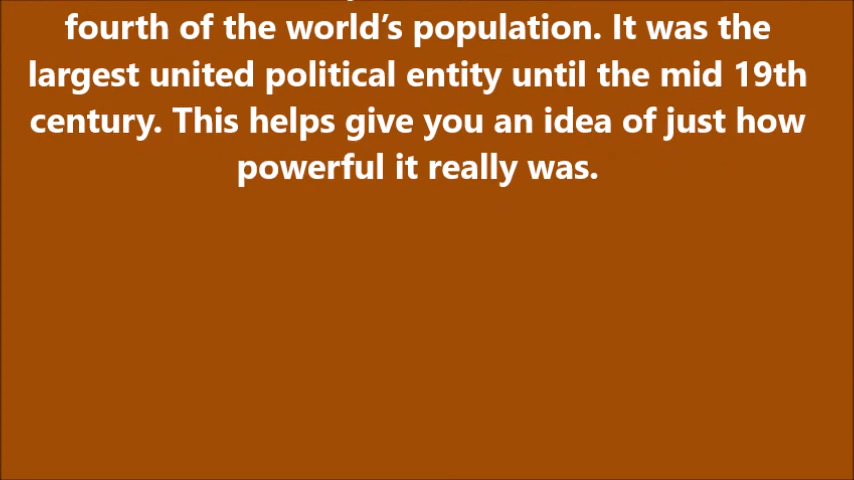 fourth of the world’s population. It was the
largest united political entity until the mid 19th
century. This helps give you an idea of just how
powerful it really was.